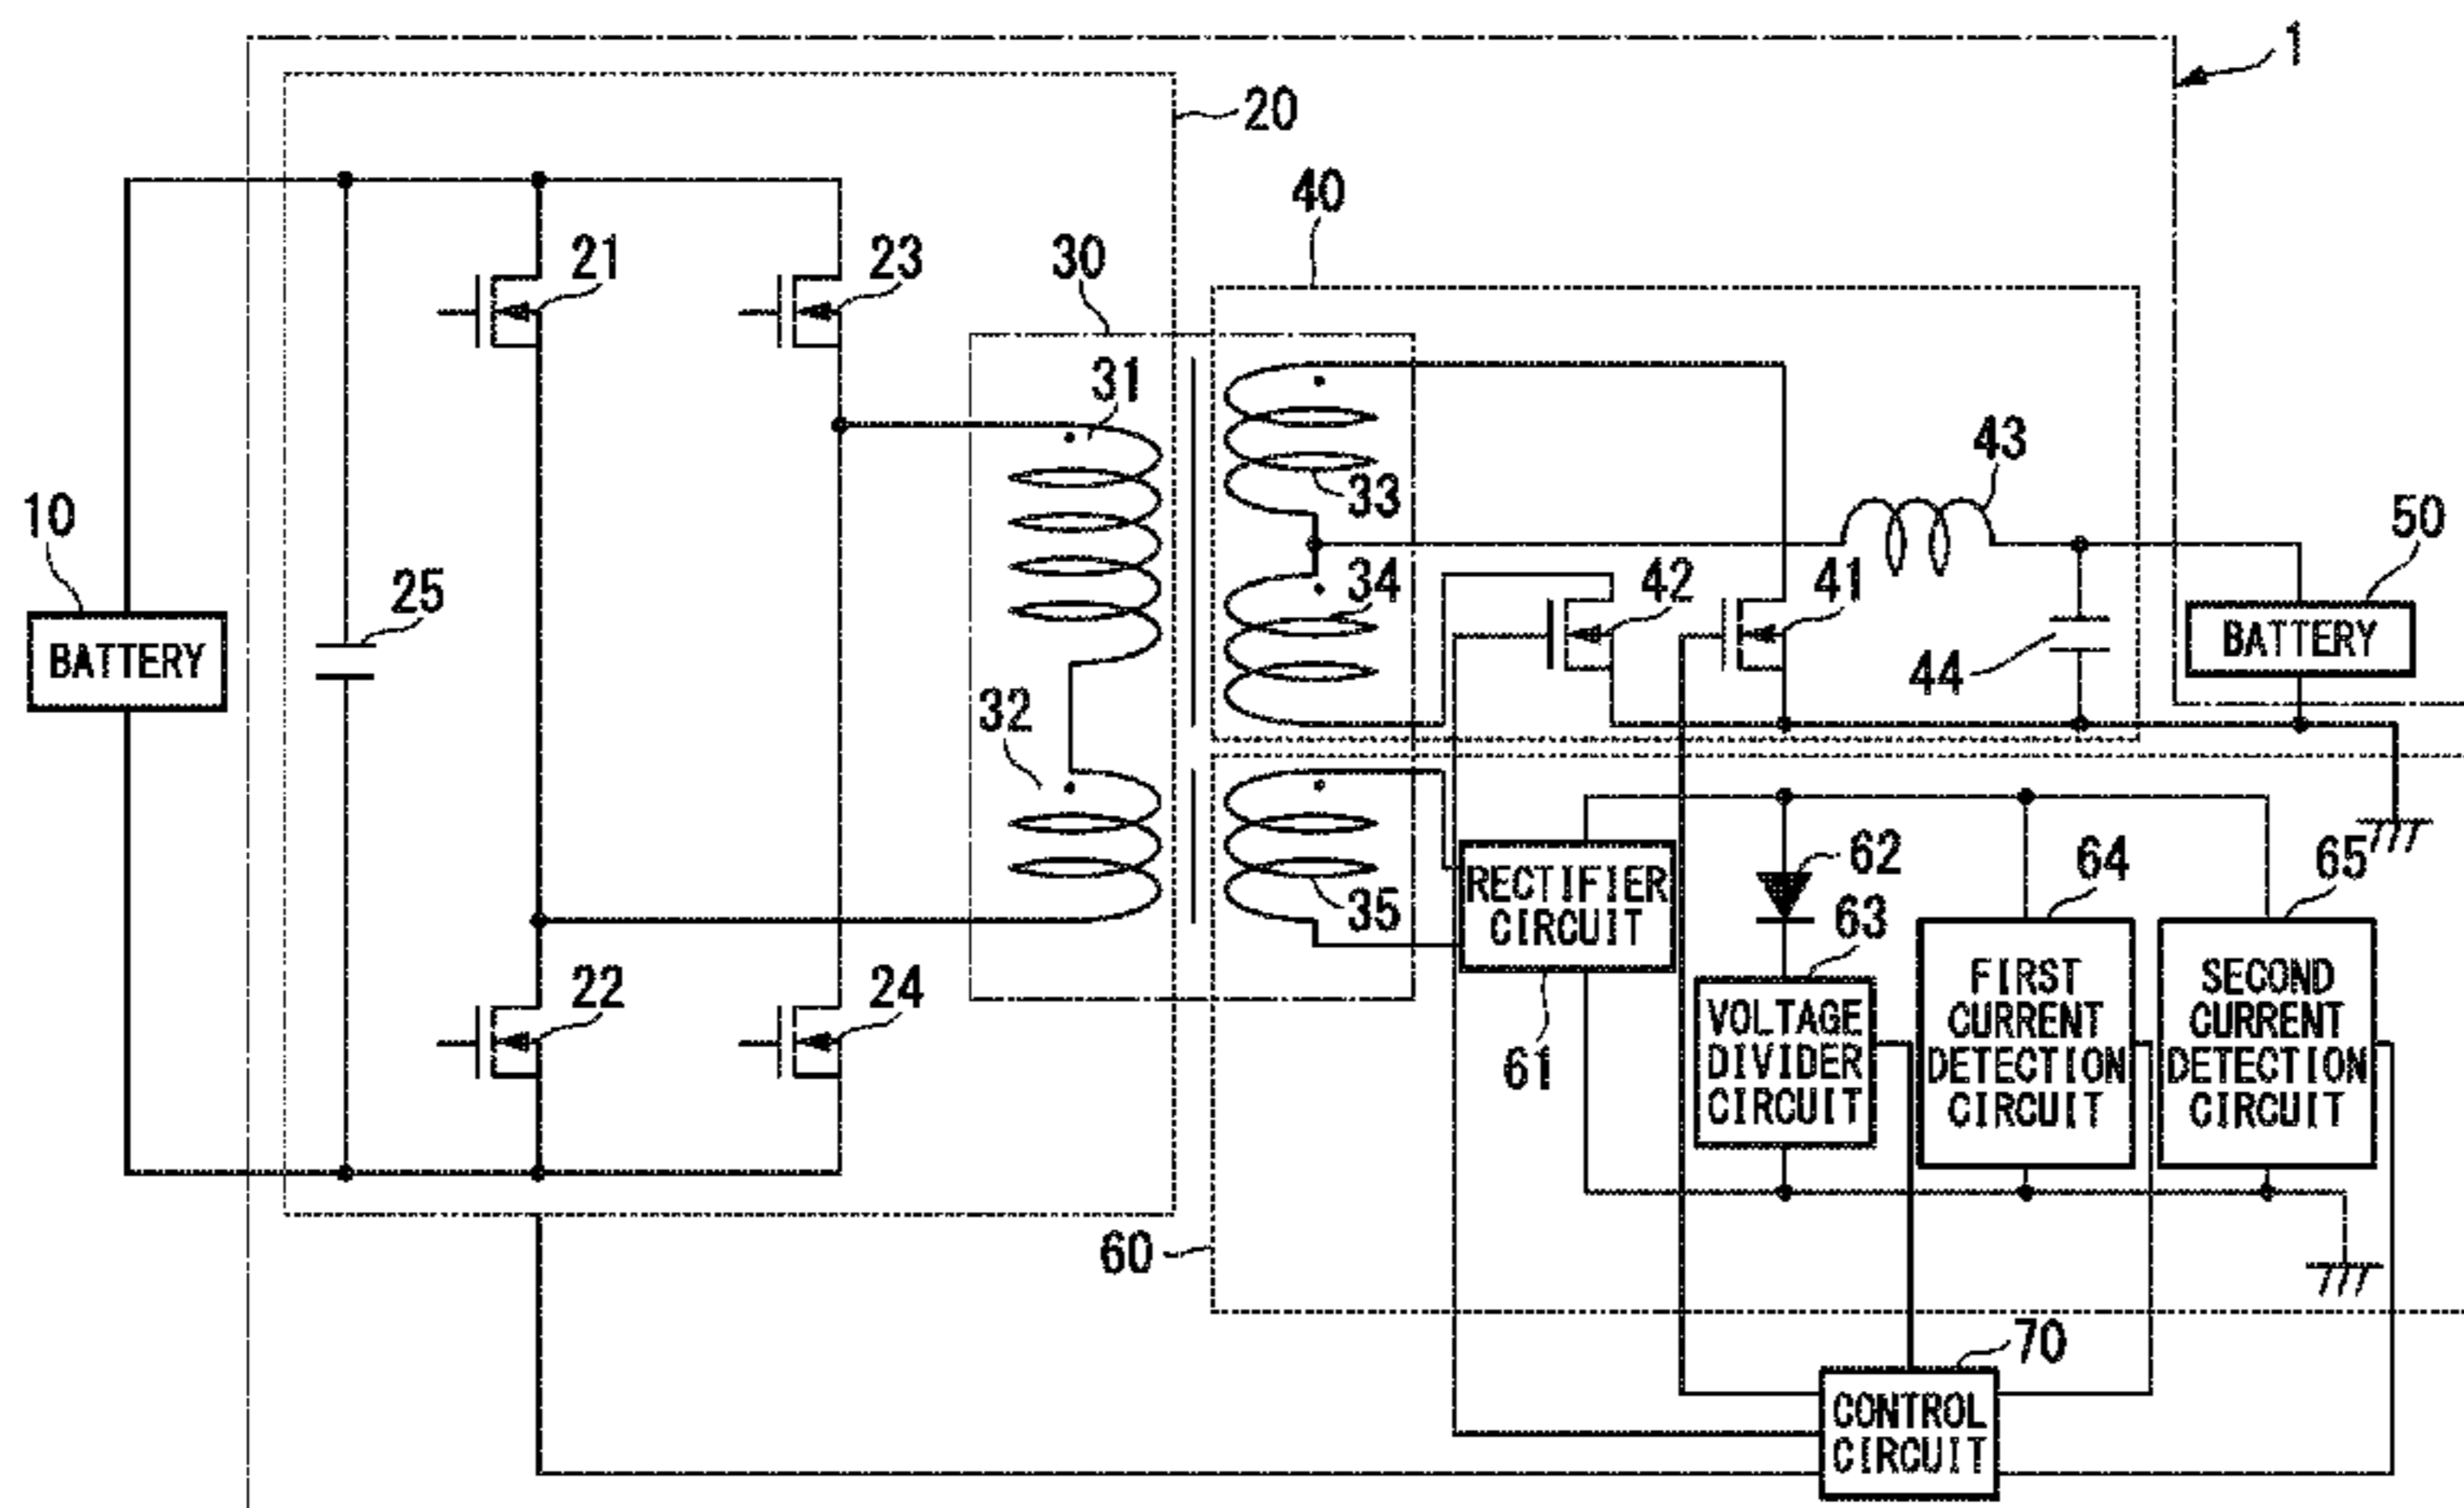 1
20
40
21
23
30
31
43
33
10
50
25
34
42
41
BATTERY
BATTERY
44
32
62
64
65
RECTIFIER
CIRCUIT
35
63
22
24
FIRST
CURRENT
DETECTION
CIRCUIT
SECOND
CURRENT
DETECTION
CIRCUIT
VOLTAGE
DIVIDER
CIRCUIT
61
60
70
CONTROL
CIRCUIT